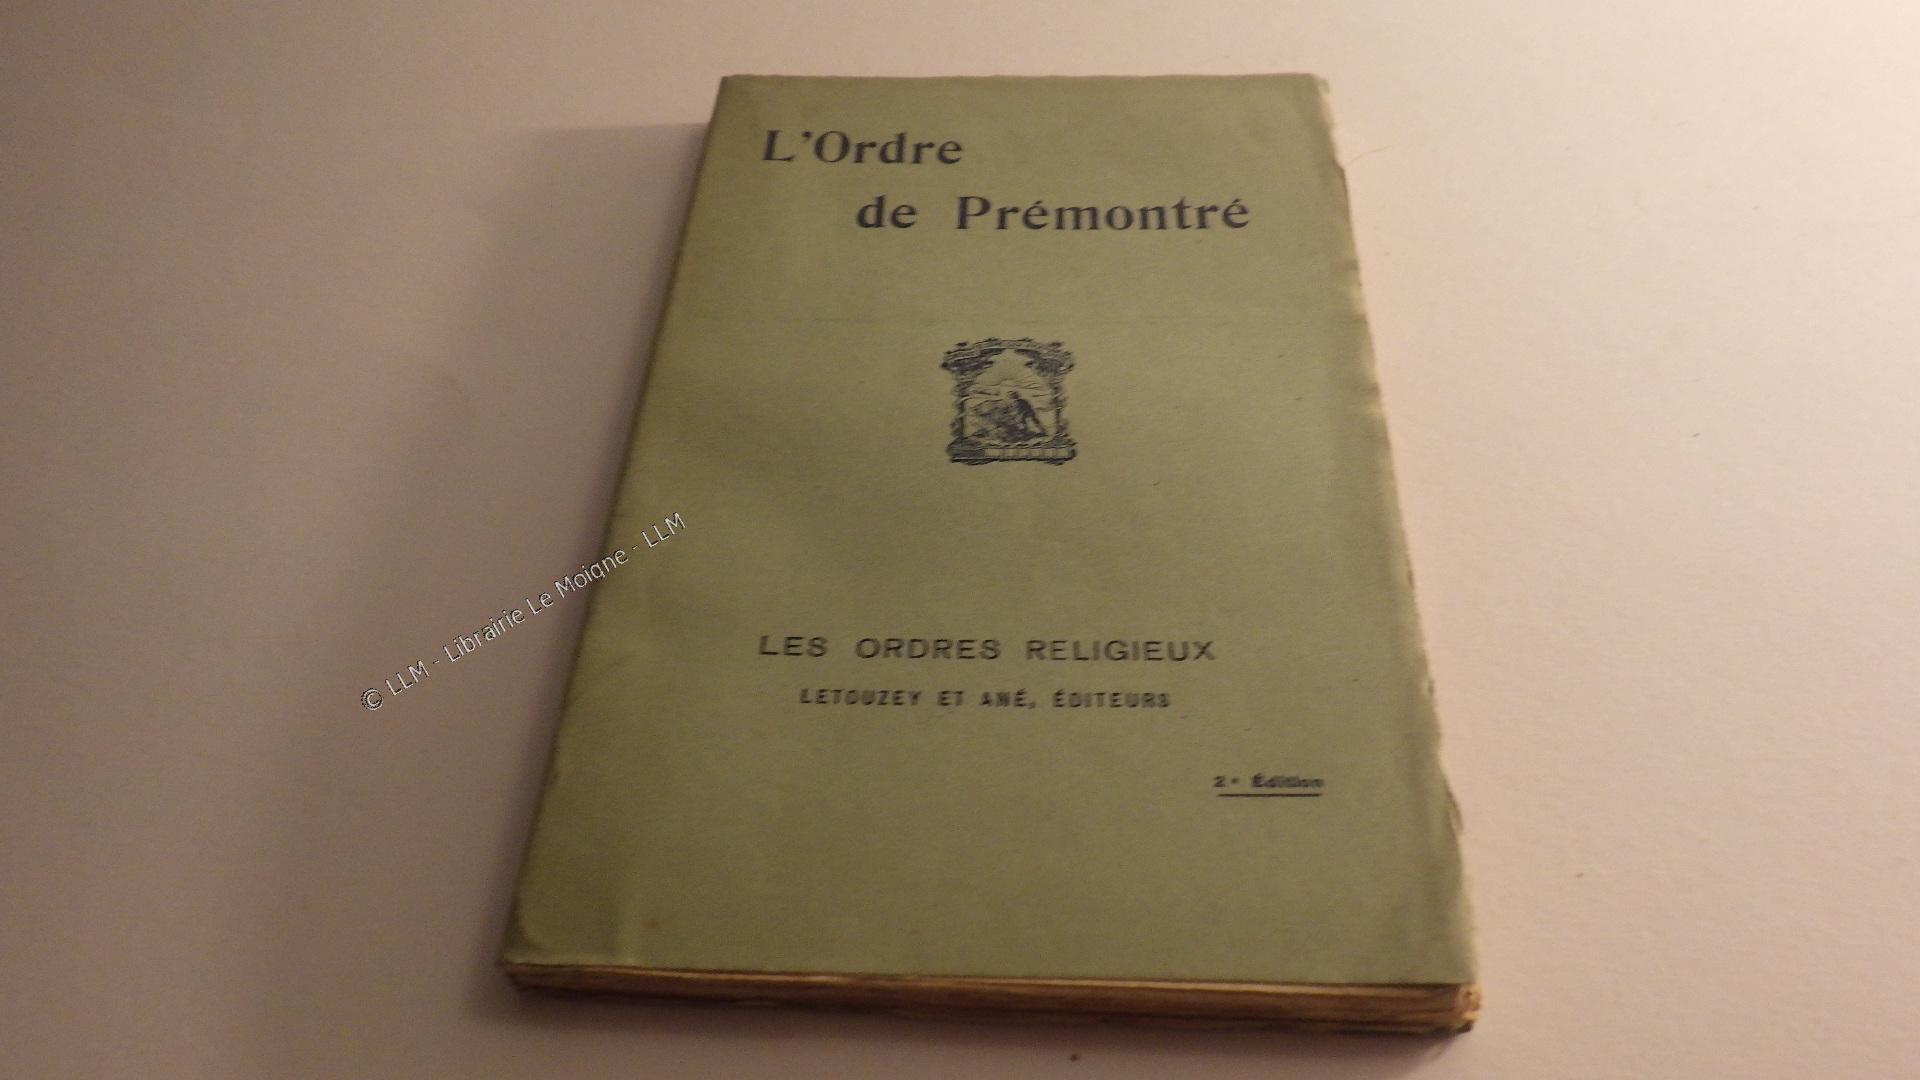 L'Ordre
de Prémontré
LES ORDRES RELIGIEUX
LETOUZEY ET ANÉ, ÉDITEURS
2e Édition
© LLM - Librairie Le Moigne - LLM